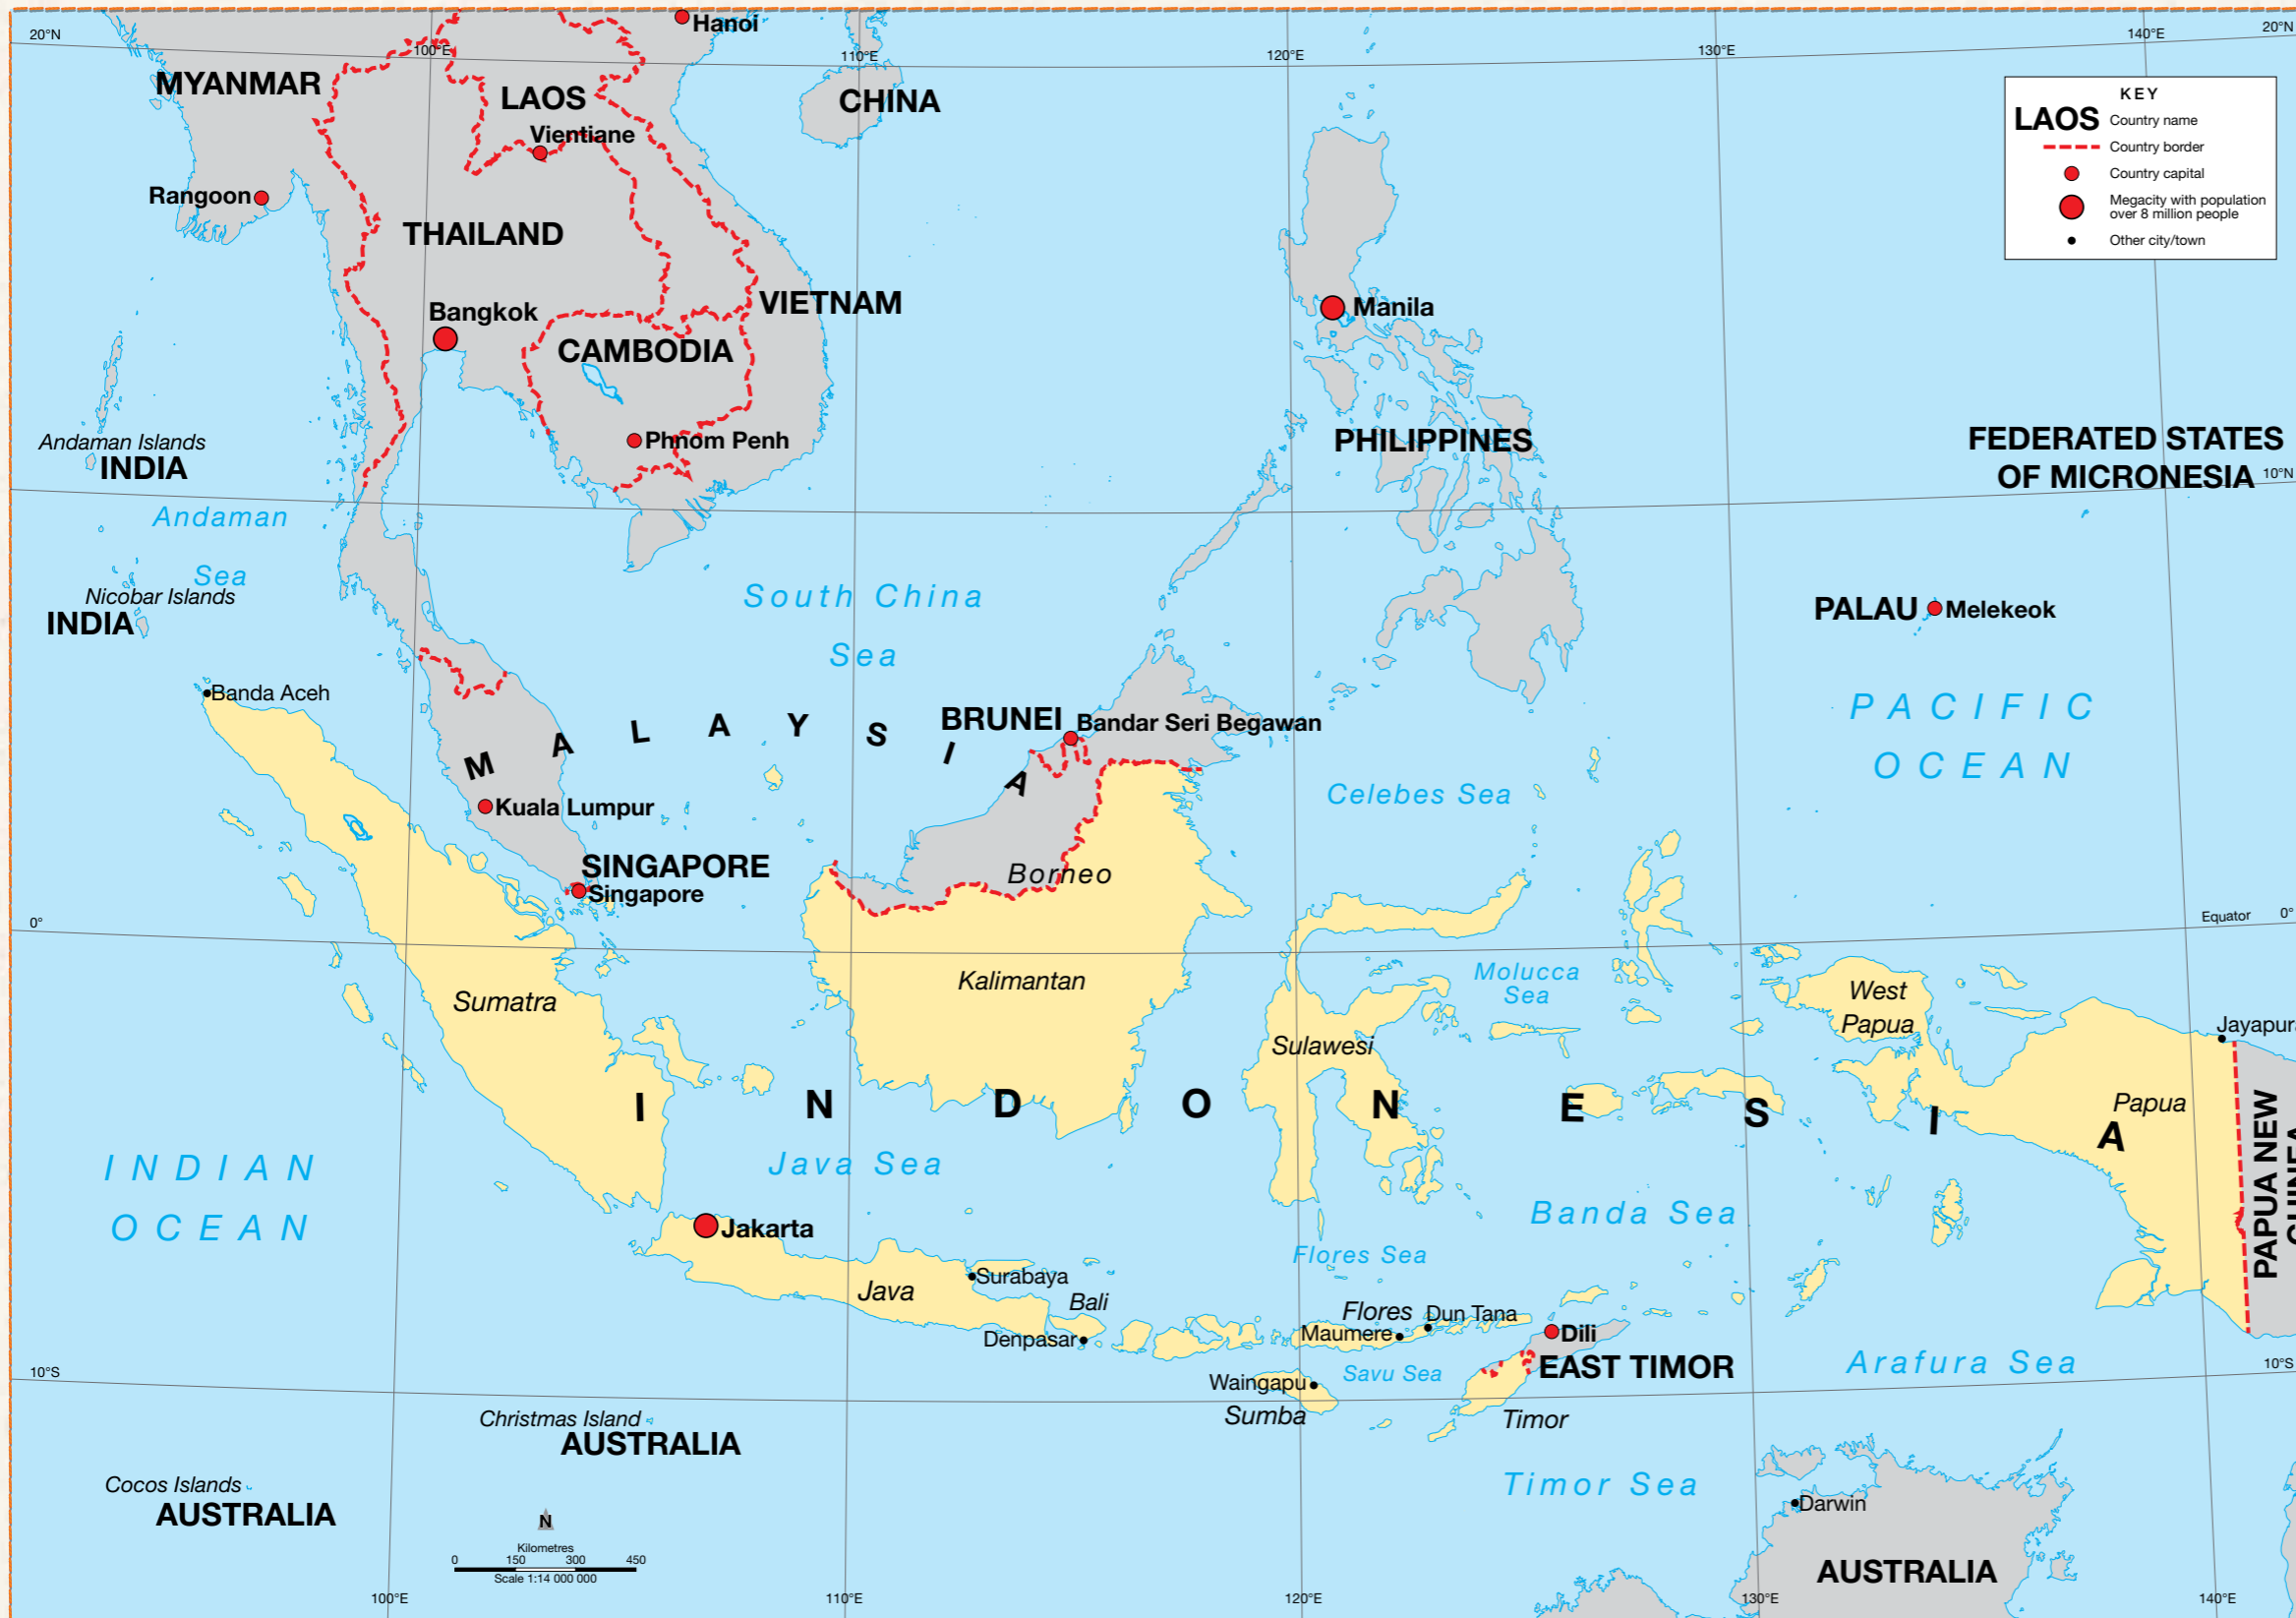 Hanoi
20°N
100°E
110°E
120°E
130°E
140°E
20°N
MYANMAR
LAOS
CHINA
KEY
LAOS Country name
Country border
Country capital
Megacity with population
over 8 million people
Other city/town
Vientiane
Rangoon
THAILAND
VIETNAM
Bangkok
Manila
CAMBODIA
Phnom Penh
PHILIPPINES
FEDERATED STATES
OF MICRONESIA
10°N
Andaman Islands
INDIA
Andaman
Sea
Nicobar Islands
INDIA
South China
Sea
PALAU
Melekeok
Banda Aceh
PACIFIC
OCEAN
MALAYSIA
BRUNEI
Bandar Seri Begawan
Celebes Sea
Kuala Lumpur
SINGAPORE
Singapore
Borneo
0°
Equator
0°
Sumatra
Kalimantan
Molucca
Sea
West
Papua
Sulawesi
Jayapura
INDONESIA
Papua
PAPUA NEW
GUINEA
INDIAN
OCEAN
Java Sea
Banda Sea
Jakarta
Flores Sea
Surabaya
Java
Bali
Denpasar
Flores
Dun Tana
Maumere
Dili
EAST TIMOR
Savu Sea
Arafura Sea
10°S
10°S
Waingapu
Sumba
Timor
Christmas Island
AUSTRALIA
Cocos Islands
AUSTRALIA
Timor Sea
Darwin
AUSTRALIA
N
Kilometres
0 150 300 450
Scale 1:14 000 000
100°E
110°E
120°E
130°E
140°E